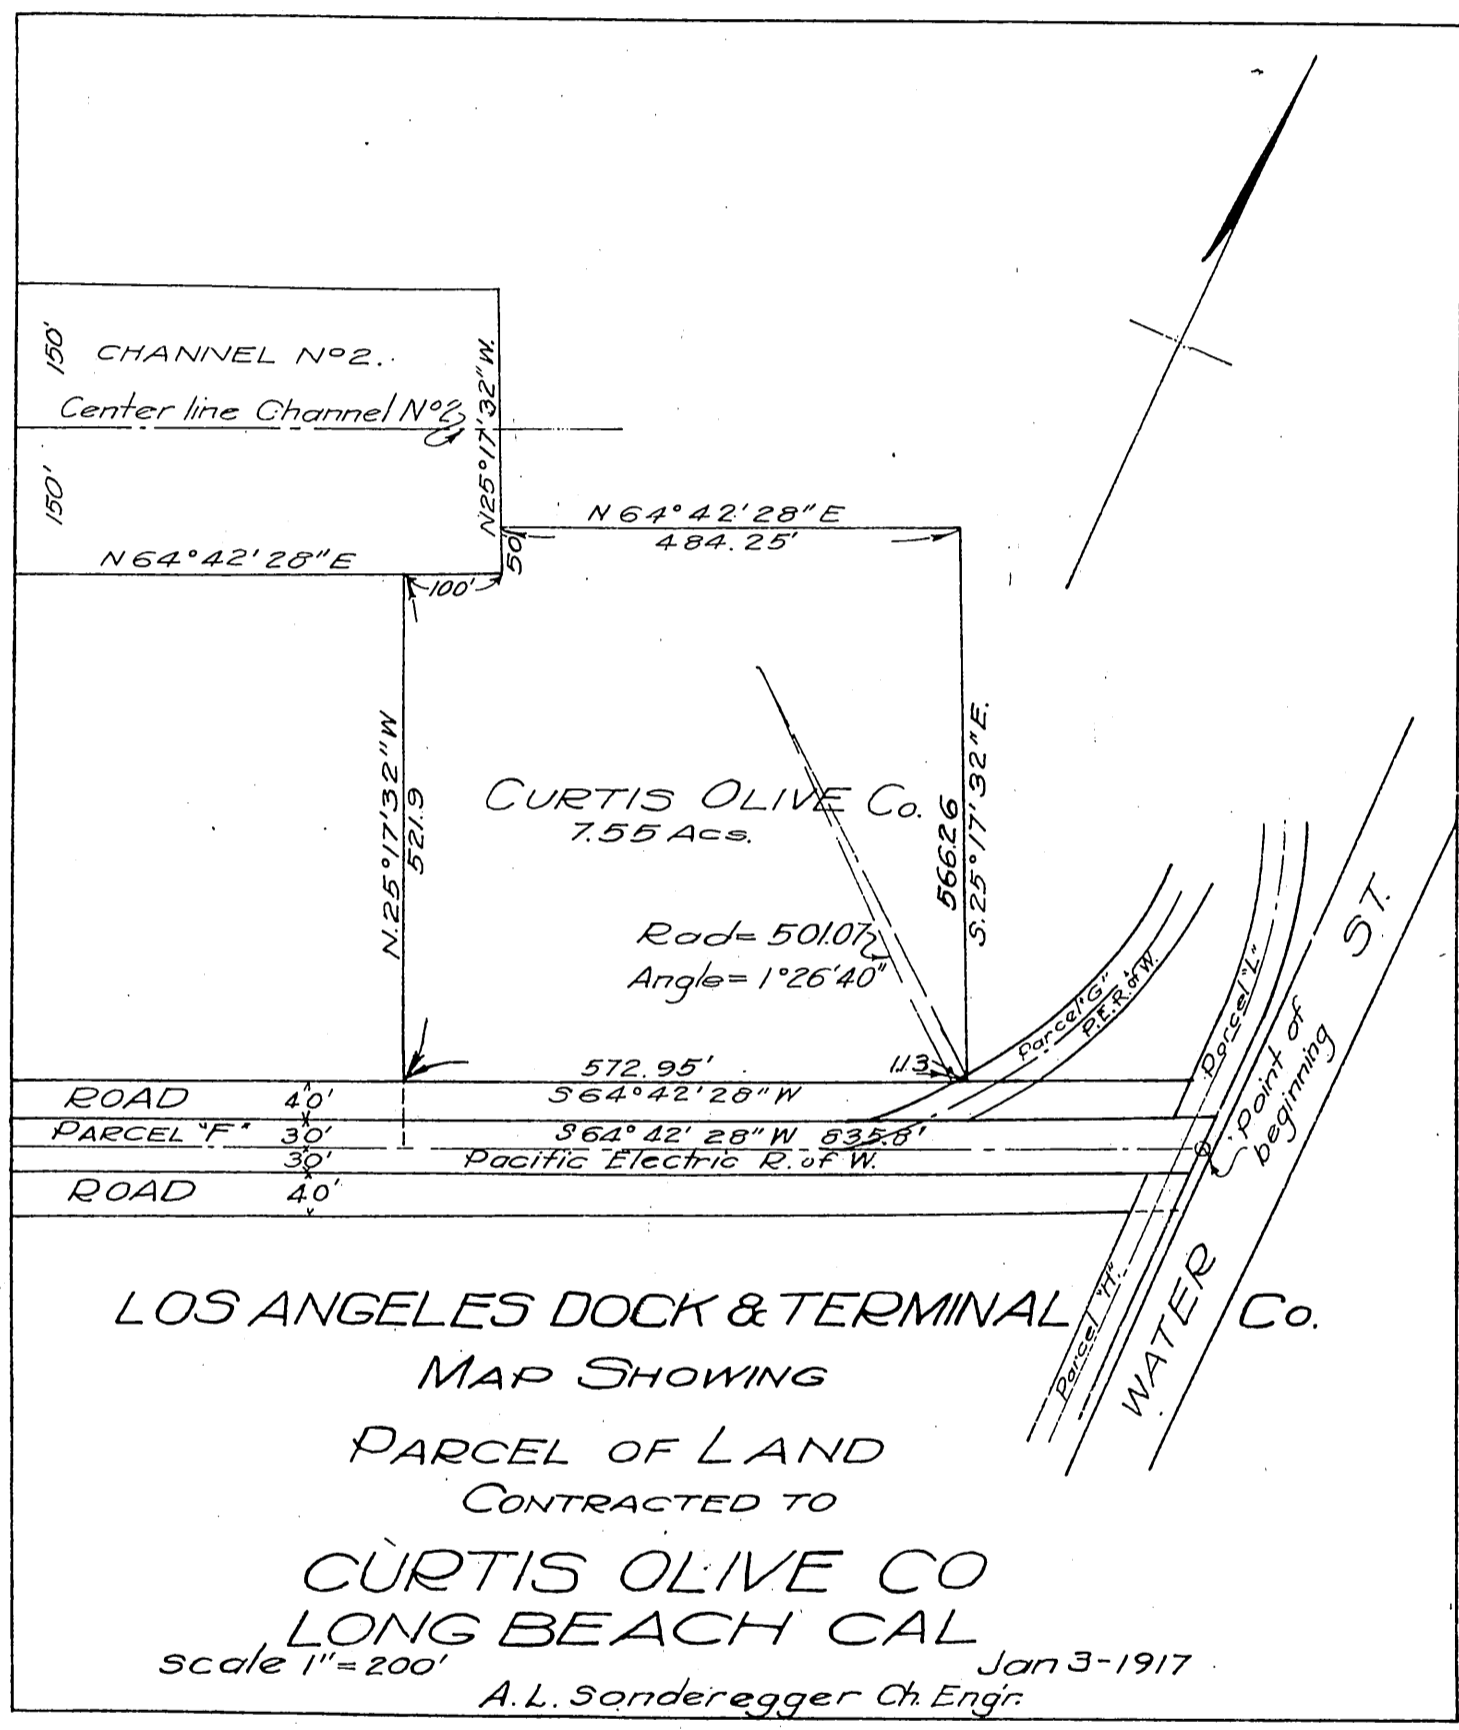 150'
CHANNEL Nº2.
Center line Channel Nº2
150'
N25°17'32"W.
N 64°42'28"E
484.25'
50
N64°42'28"E
100'
N.25°17'32"W
521.9
CURTIS OLIVE Co.
7.55 Acs.
566.26
S.25°17'32"E.
Rad= 501.07
Angle= 1°26'40"
Parcel "G"
P.E.R. of W.
Parcel "L"
ST.
Point of
beginning
572.95'
11.3
S64°42'28"W
ROAD 40'
PARCEL "F" 30'
S64°42'28"W 835.8'
30'
Pacific Electric R. of W.
ROAD 40'
Parcel "H"
WATER
LOS ANGELES DOCK & TERMINAL Co.
MAP SHOWING
PARCEL OF LAND
CONTRACTED TO
CURTIS OLIVE CO
LONG BEACH CAL
scale 1"=200'
Jan 3-1917
A.L. Sonderegger Ch. Eng'r.